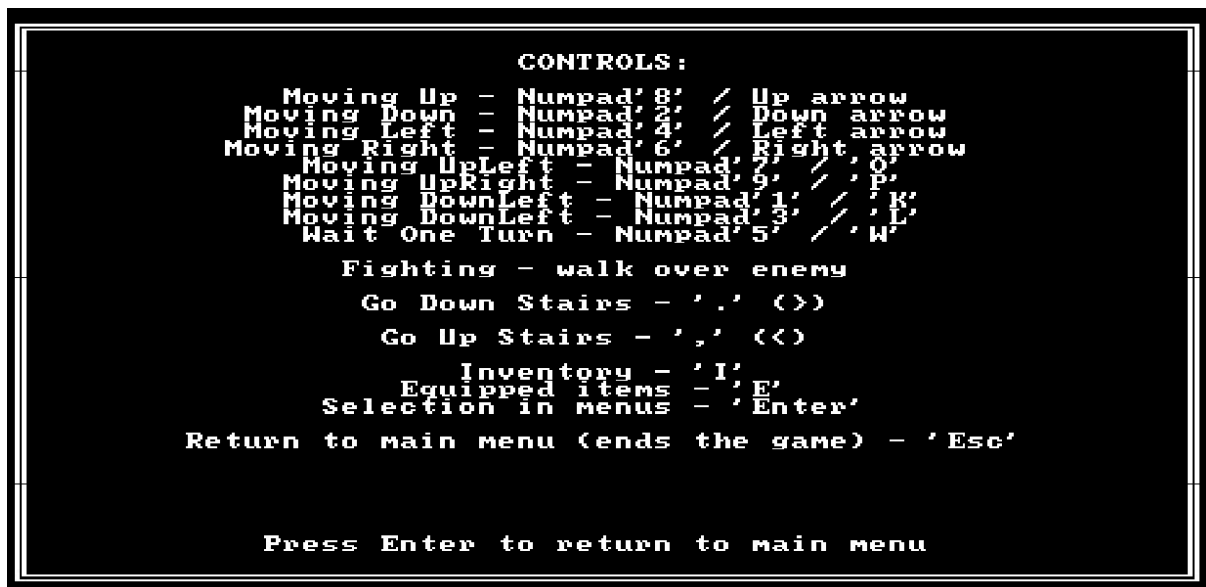 CONTROLS:
Moving Up - Numpad'8' / Up arrow
Moving Down - Numpad'2' / Down arrow
Moving Left - Numpad'4' / Left arrow
Moving Right - Numpad'6' / Right arrow
Moving UpLeft - Numpad'7' / 'O'
Moving UpRight - Numpad'9' / 'P'
Moving DownLeft - Numpad'1' / 'K'
Moving DownLeft - Numpad'3' / 'L'
Wait One Turn - Numpad'5' / 'W'
Fighting - walk over enemy
Go Down Stairs - '.' (>)
Go Up Stairs - ',' (<)
Inventory - 'I'
Equipped items - 'E'
Selection in menus - 'Enter'
Return to main menu (ends the game) - 'Esc'
Press Enter to return to main menu